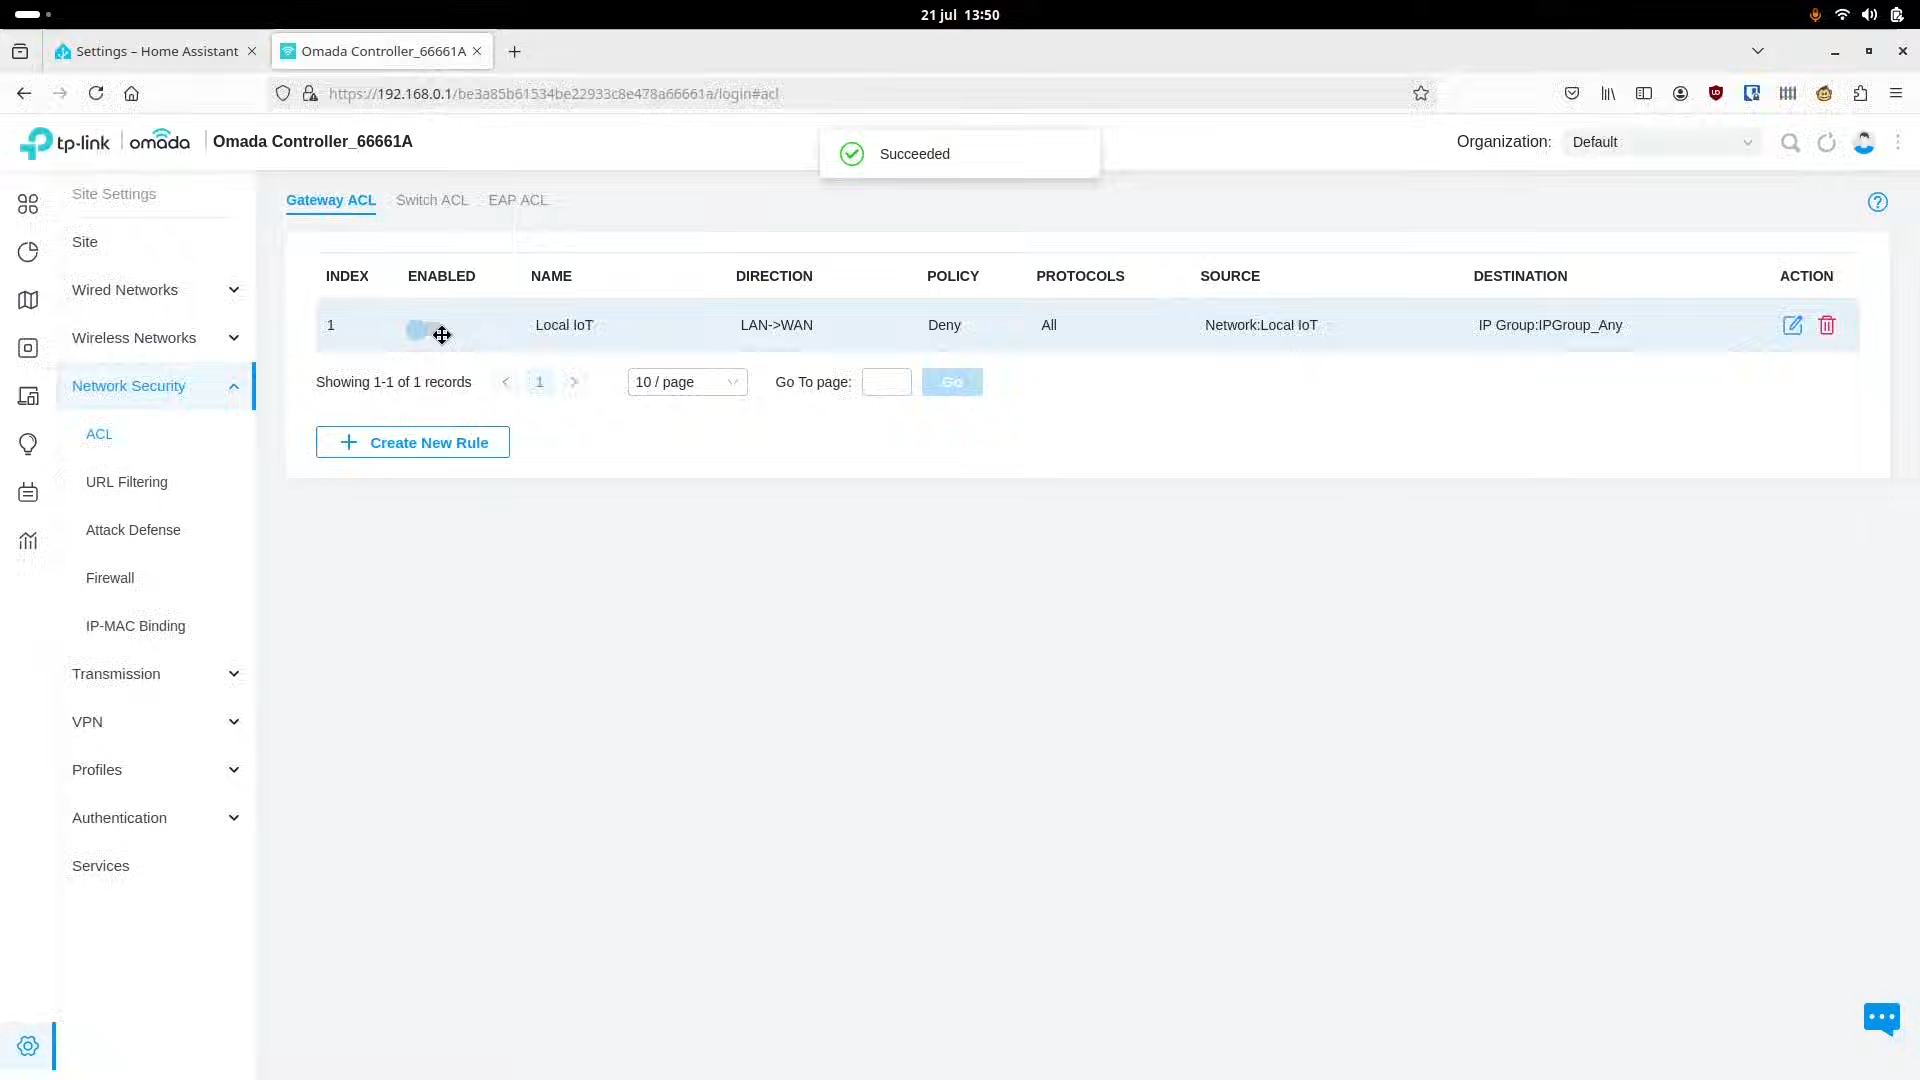 21 jul 13:50
Settings – Home Assistant
Omada Controller_66661A
https://192.168.0.1/be3a85b61534be22933c8e478a66661a/login#acl
tp-link omada Omada Controller_66661A
Succeeded
Organization: Default
Site Settings
Site
Wired Networks
Wireless Networks
Network Security
ACL
URL Filtering
Attack Defense
Firewall
IP-MAC Binding
Transmission
VPN
Profiles
Authentication
Services
Gateway ACL Switch ACL EAP ACL
INDEX ENABLED NAME DIRECTION POLICY PROTOCOLS SOURCE DESTINATION ACTION
1 Local IoT LAN->WAN Deny All Network:Local IoT IP Group:IPGroup_Any
Showing 1-1 of 1 records < 1 > 10 / page Go To page: Go
+ Create New Rule